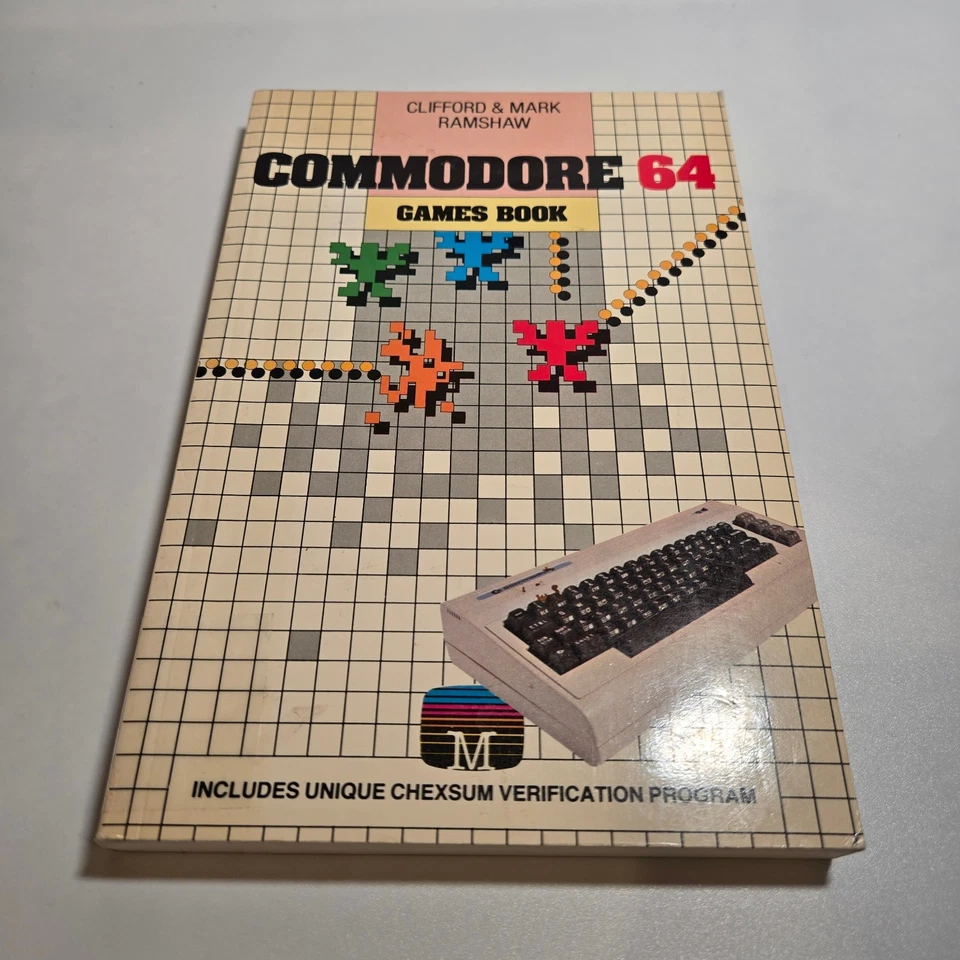 CLIFFORD & MARK
RAMSHAW
COMMODORE 64
GAMES BOOK
M
INCLUDES UNIQUE CHEXSUM VERIFICATION PROGRAM